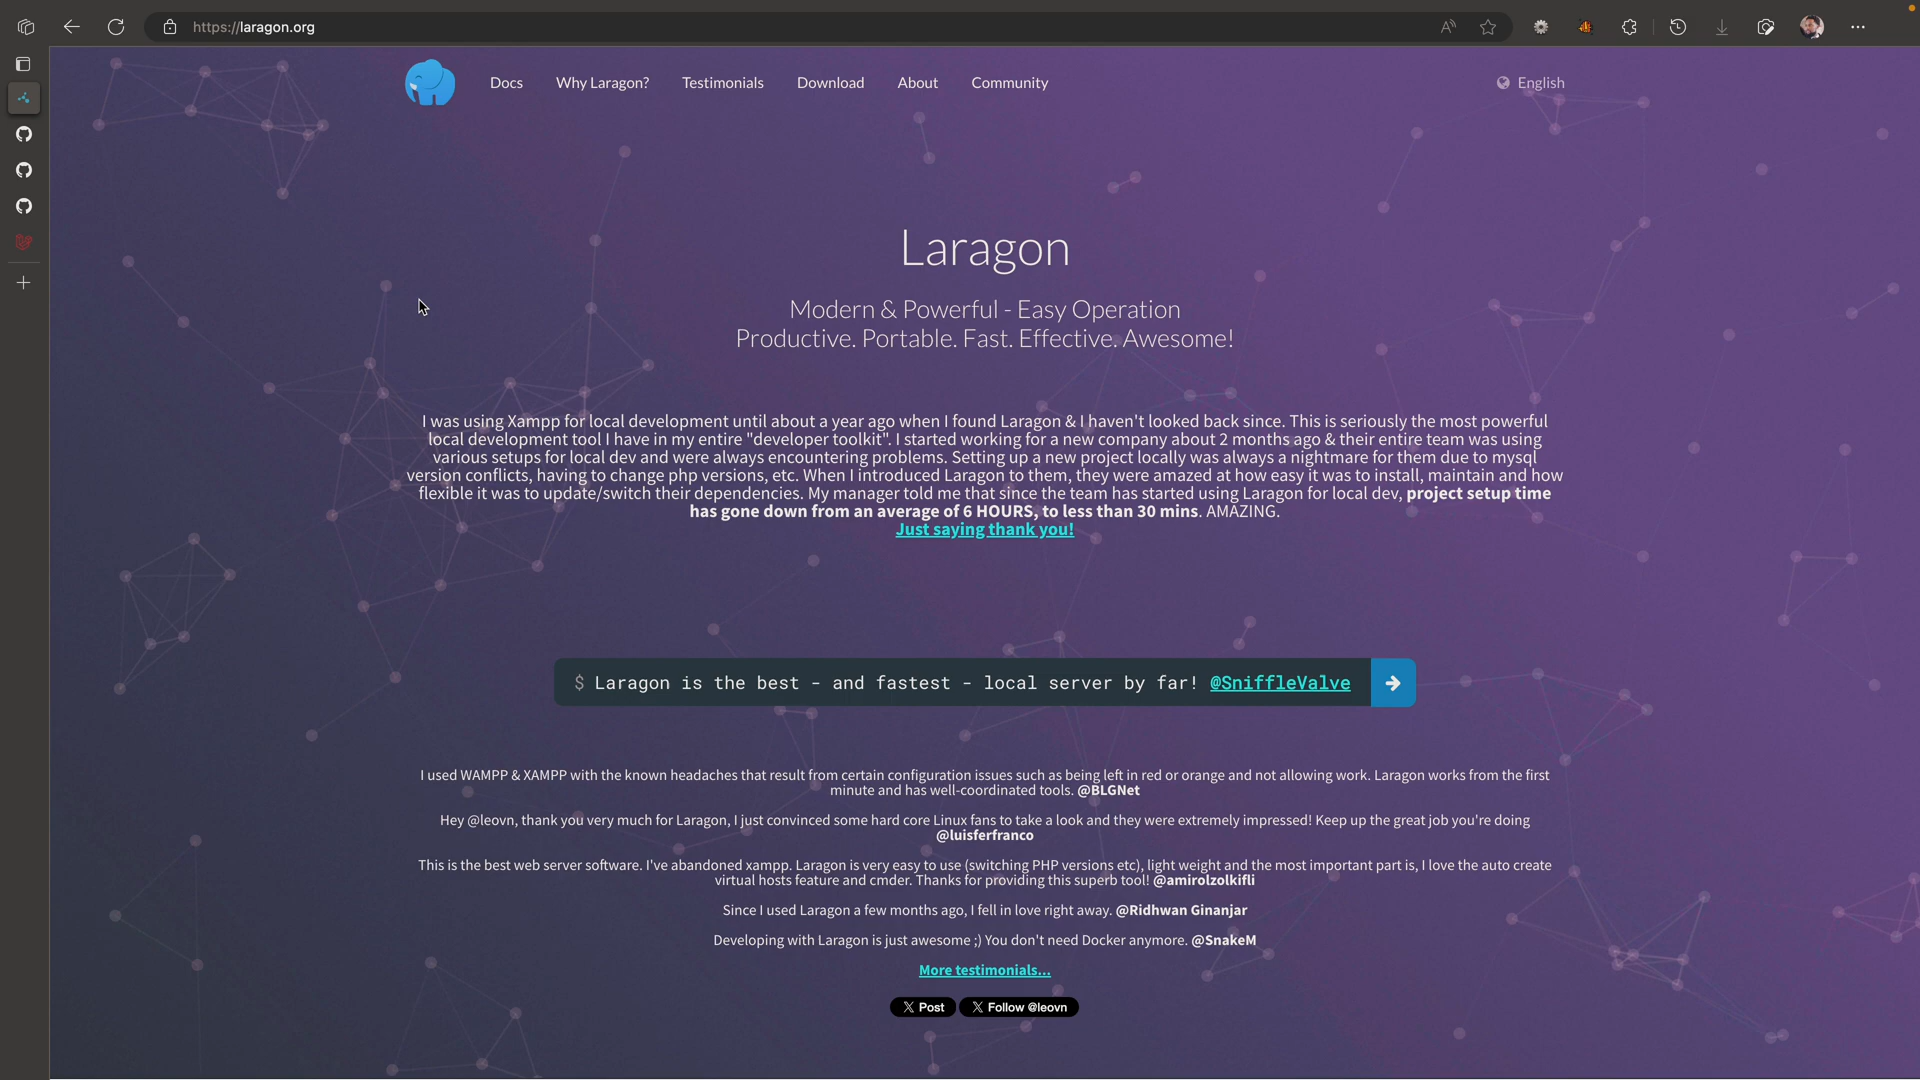 https://laragon.org
Docs
Why Laragon?
Testimonials
Download
About
Community
English
Laragon
Modern & Powerful - Easy Operation
Productive. Portable. Fast. Effective. Awesome!
I was using Xampp for local development until about a year ago when I found Laragon & I haven't looked back since. This is seriously the most powerful
local development tool I have in my entire "developer toolkit". I started working for a new company about 2 months ago & their entire team was using
various setups for local dev and were always encountering problems. Setting up a new project locally was always a nightmare for them due to mysql
version conflicts, having to change php versions, etc. When I introduced Laragon to them, they were amazed at how easy it was to install, maintain and how
flexible it was to update/switch their dependencies. My manager told me that since the team has started using Laragon for local dev, project setup time
has gone down from an average of 6 HOURS, to less than 30 mins. AMAZING.
Just saying thank you!
$ Laragon is the best - and fastest - local server by far! @SniffleValve
I used WAMPP & XAMPP with the known headaches that result from certain configuration issues such as being left in red or orange and not allowing work. Laragon works from the first
minute and has well-coordinated tools. @BLGNet
Hey @leovn, thank you very much for Laragon, I just convinced some hard core Linux fans to take a look and they were extremely impressed! Keep up the great job you're doing
@luisferfranco
This is the best web server software. I've abandoned xampp. Laragon is very easy to use (switching PHP versions etc), light weight and the most important part is, I love the auto create
virtual hosts feature and cmder. Thanks for providing this superb tool! @amirolzolkifli
Since I used Laragon a few months ago, I fell in love right away. @Ridhwan Ginanjar
Developing with Laragon is just awesome ;) You don't need Docker anymore. @SnakeM
More testimonials...
X Post
X Follow @leovn